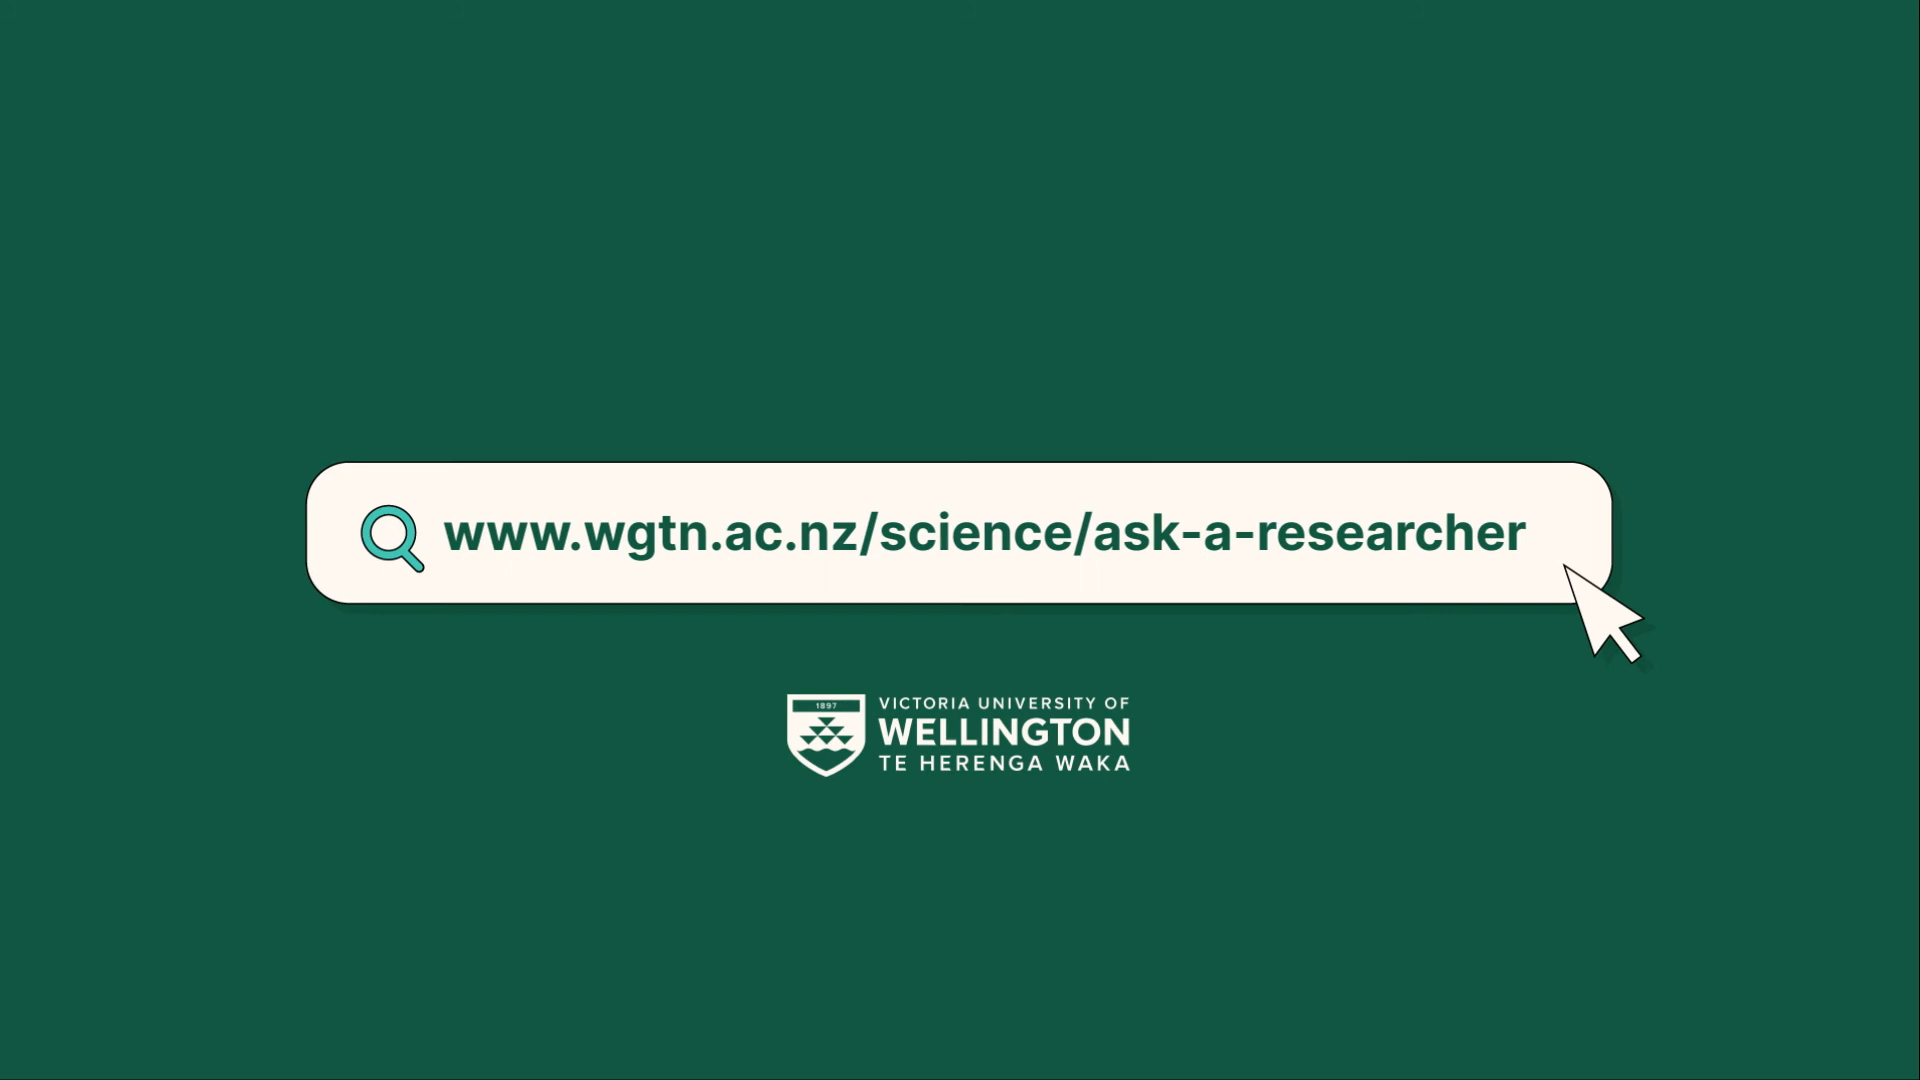 www.wgtn.ac.nz/science/ask-a-researcher
1897
VICTORIA UNIVERSITY OF
WELLINGTON
TE HERENGA WAKA